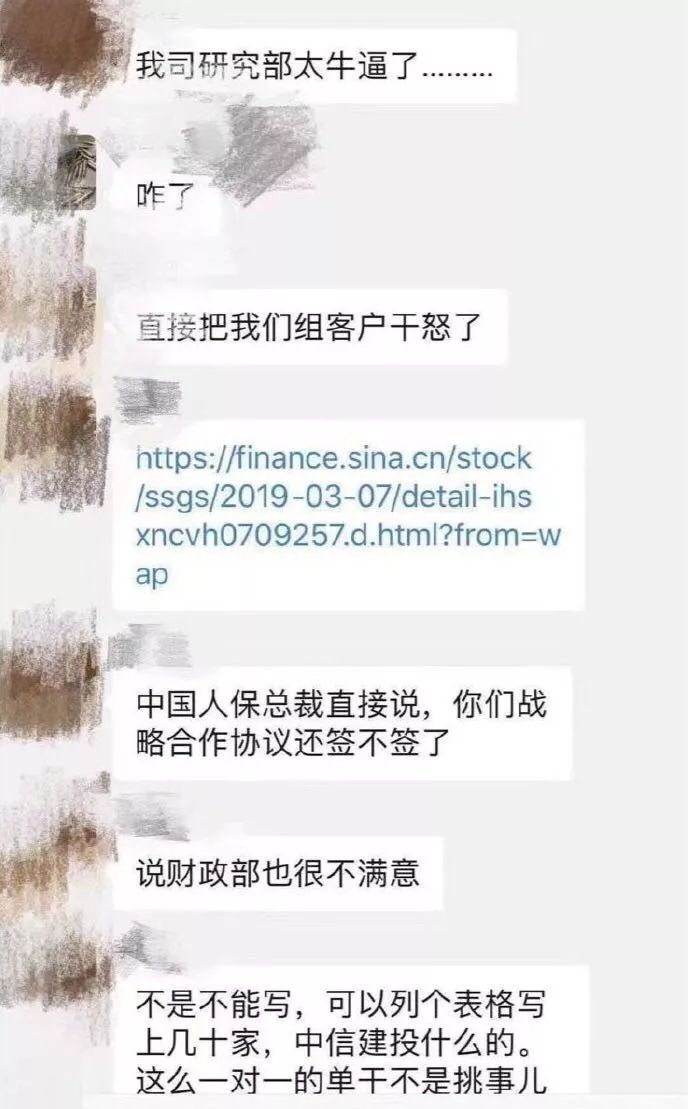 我司研究部太牛逼了………
咋了
直接把我们组客户干怒了
https://finance.sina.cn/stock
/ssgs/2019-03-07/detail-ihs
xncvh0709257.d.html?from=w
ap
中国人保总裁直接说，你们战
略合作协议还签不签了
说财政部也很不满意
不是不能写，可以列个表格写
上几十家，中信建投什么的。
这么一对一的单干不是挑事儿